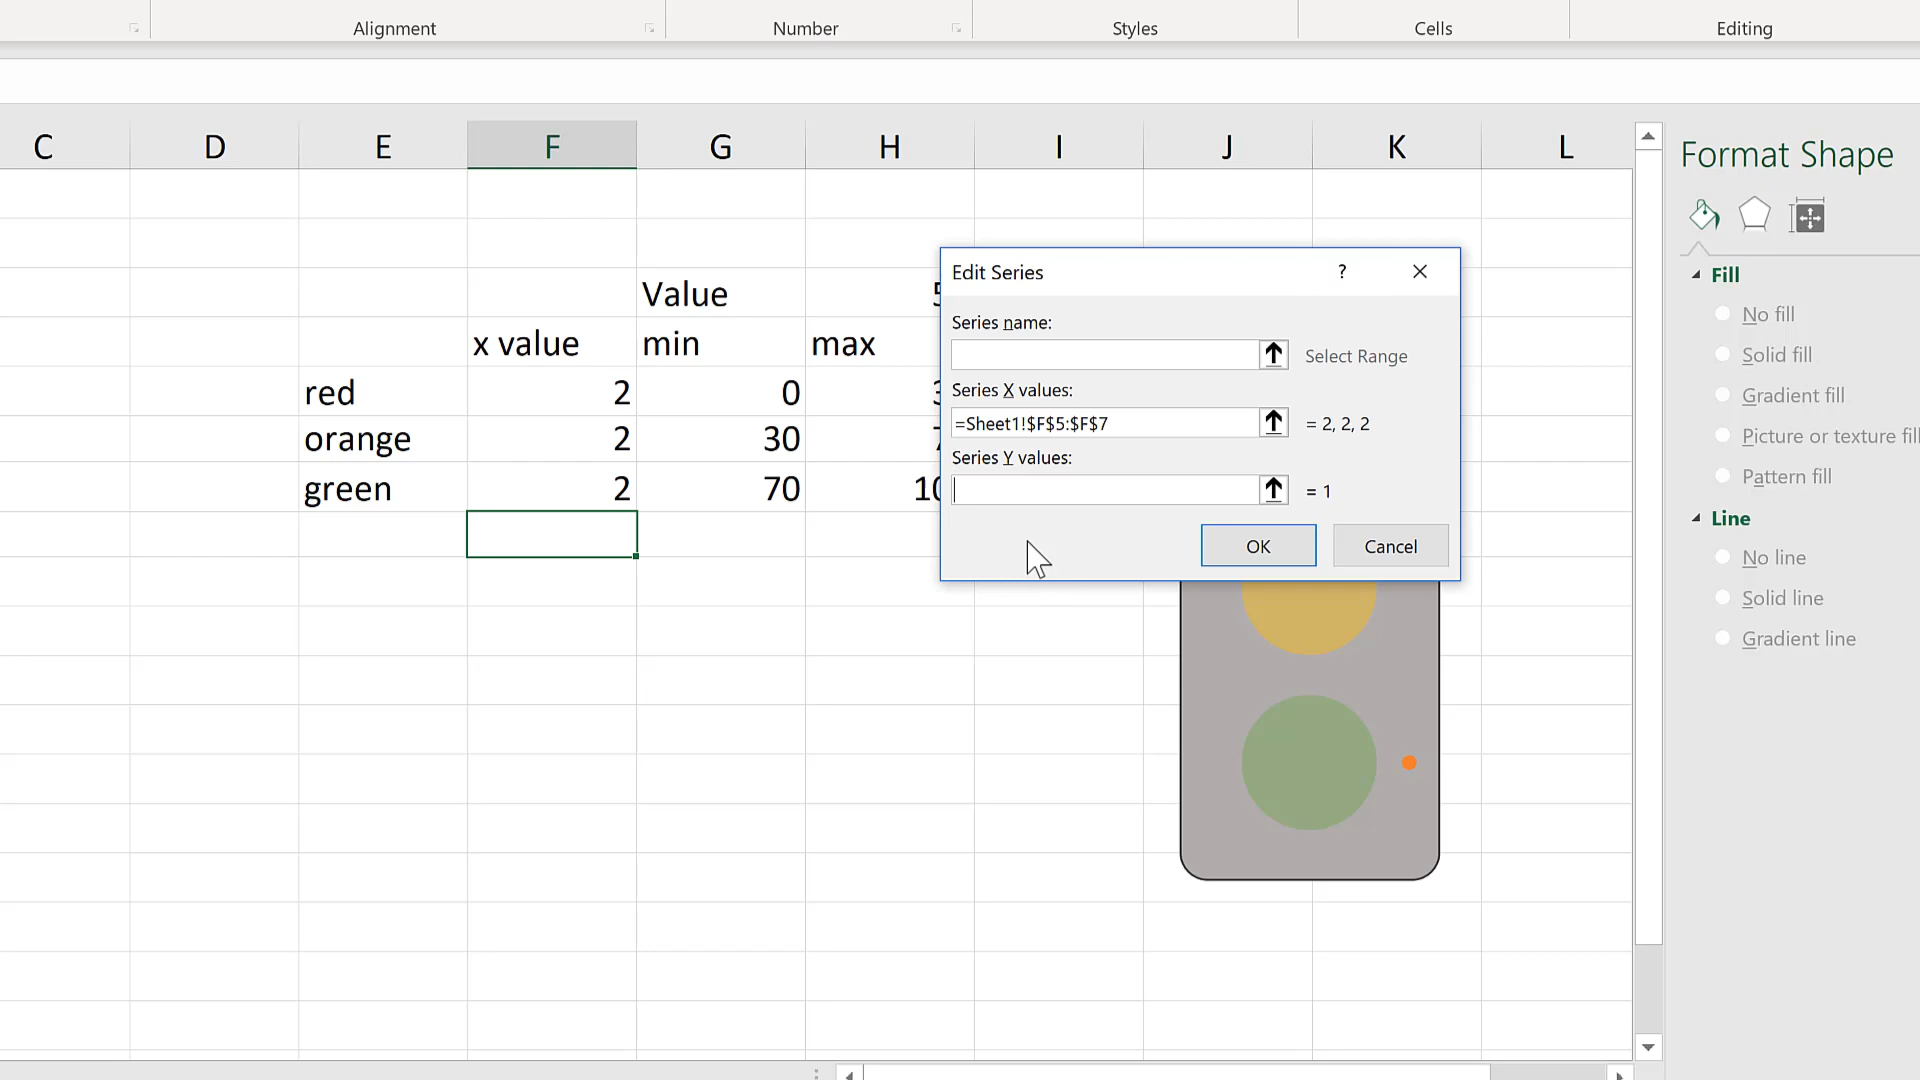 Alignment Number Styles Cells Editing
C D E F G H I J K L
Format Shape
Edit Series ?
Fill
Value
Series name:
No fill
x value min max
Select Range
Solid fill
red 2 0
Series X values:
Gradient fill
=Sheet1!$F$5:$F$7 = 2, 2, 2
orange 2 30
Picture or texture fill
Series Y values:
Pattern fill
green 2 70 10
= 1
Line
OK Cancel
No line
Solid line
Gradient line